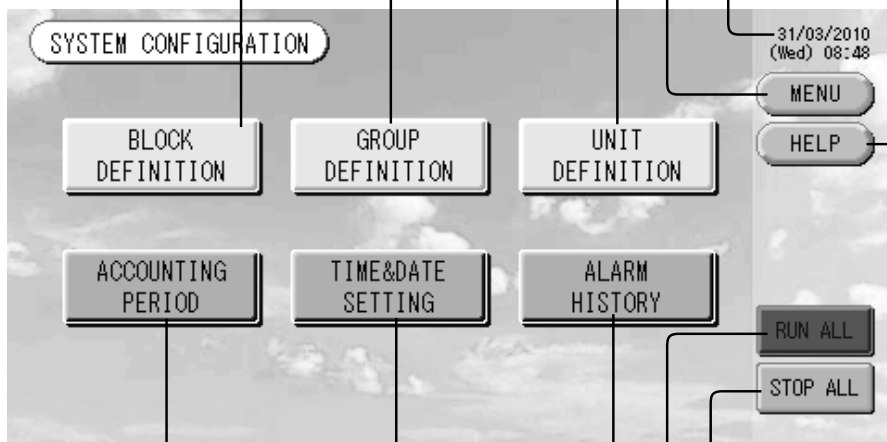 SYSTEM CONFIGURATION
31/03/2010
(Wed) 08:48
MENU
HELP
BLOCK
DEFINITION
GROUP
DEFINITION
UNIT
DEFINITION
ACCOUNTING
PERIOD
TIME&DATE
SETTING
ALARM
HISTORY
RUN ALL
STOP ALL